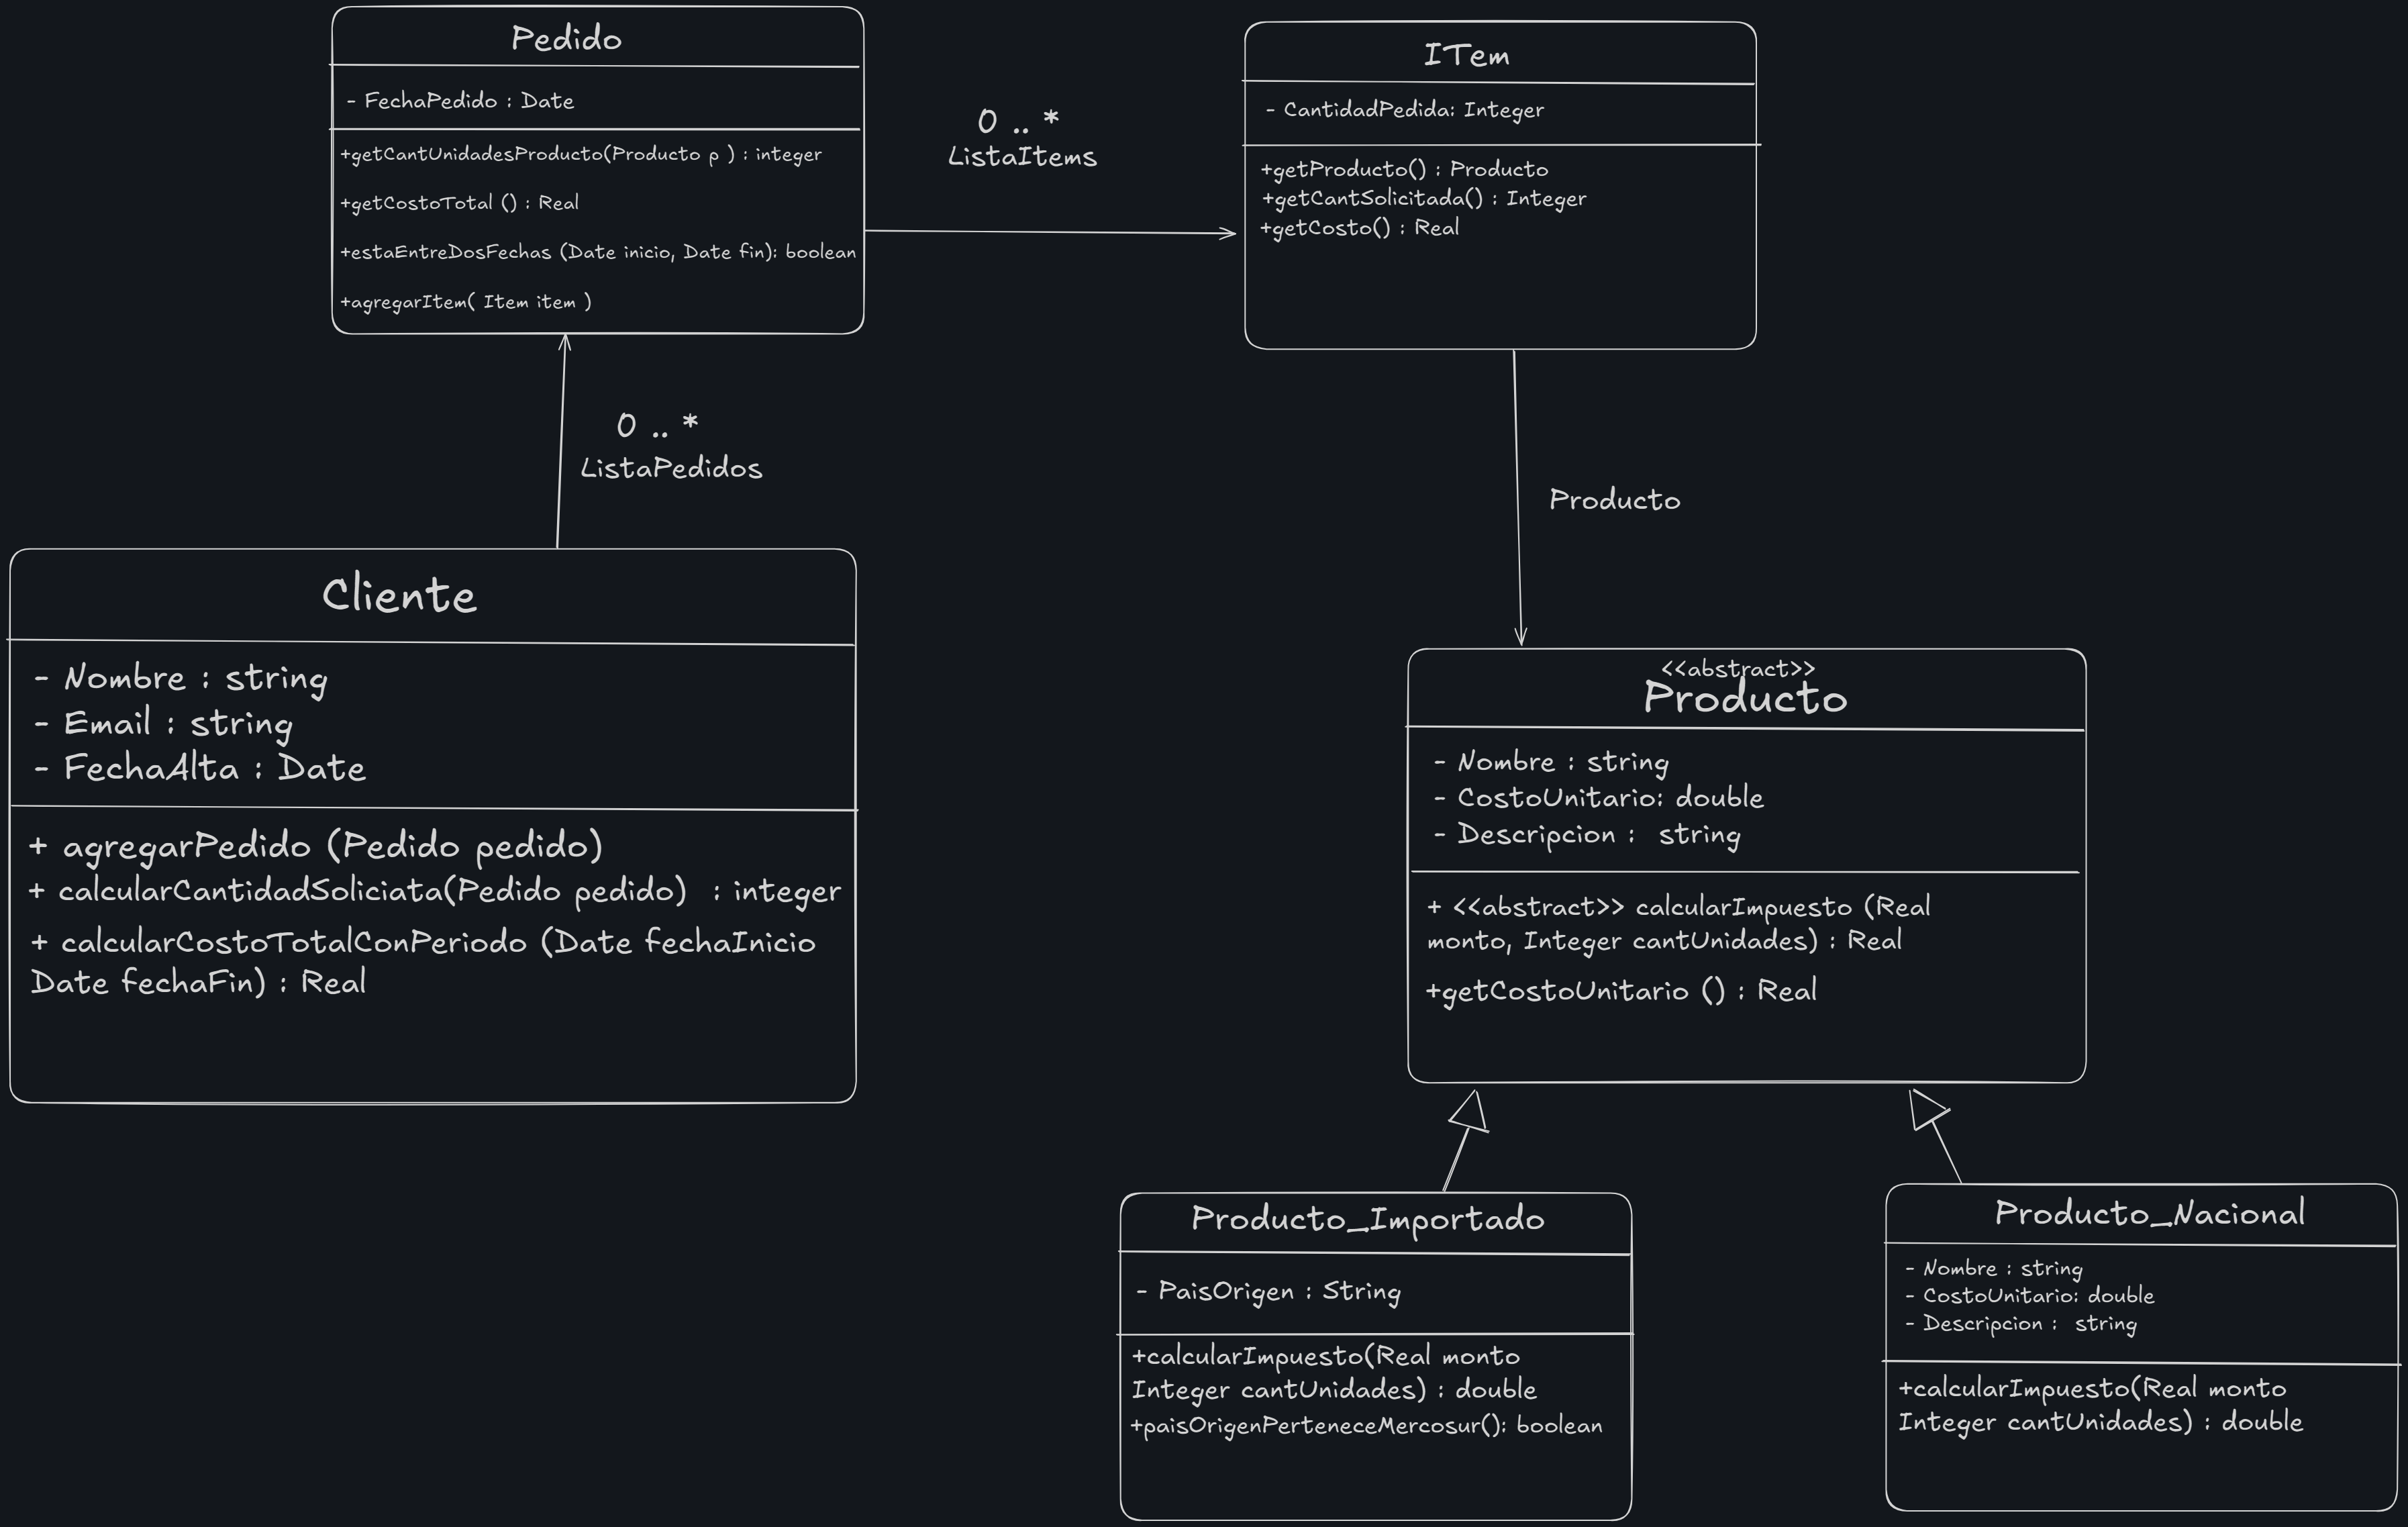 Pedido
- FechaPedido : Date
+getCantUnidadesProducto(Producto p ) : integer
+getCostoTotal () : Real
+estaEntreDosFechas (Date inicio, Date fin): boolean
+agregarItem( Item item )
0 .. *
ListaItems
ITem
- CantidadPedida: Integer
+getProducto() : Producto
+getCantSolicitada() : Integer
+getCosto() : Real
0 .. *
ListaPedidos
Producto
Cliente
- Nombre : string
- Email : string
- FechaAlta : Date
+ agregarPedido (Pedido pedido)
+ calcularCantidadSoliciata(Pedido pedido) : integer
+ calcularCostoTotalConPeriodo (Date fechaInicio
Date fechaFin) : Real
<<abstract>>
Producto
- Nombre : string
- CostoUnitario: double
- Descripcion : string
+ <<abstract>> calcularImpuesto (Real
monto, Integer cantUnidades) : Real
+getCostoUnitario () : Real
Producto_Importado
- PaisOrigen : String
+calcularImpuesto(Real monto
Integer cantUnidades) : double
+paisOrigenPerteneceMercosur(): boolean
Producto_Nacional
- Nombre : string
- CostoUnitario: double
- Descripcion : string
+calcularImpuesto(Real monto
Integer cantUnidades) : double